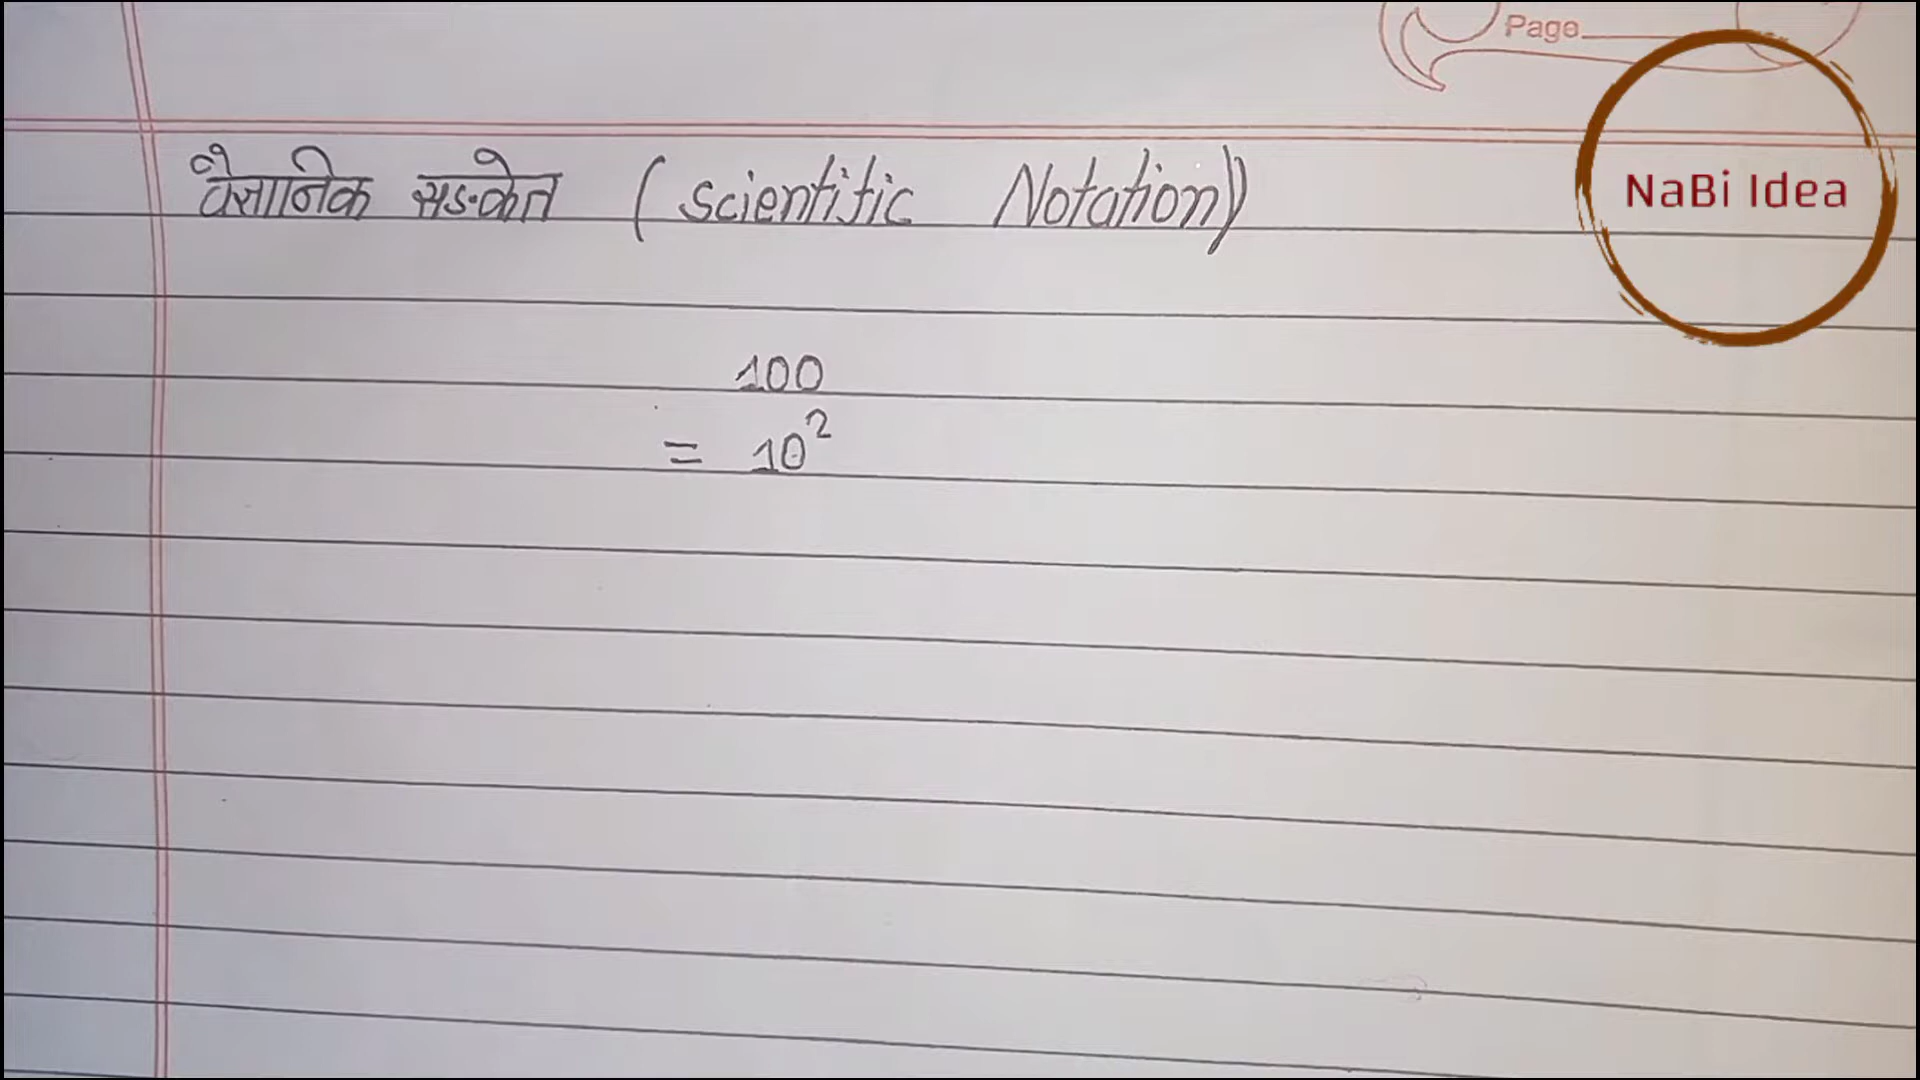 Page
NaBi Idea
वैज्ञानिक सङ्केत (scientific Notation)
100
= 10²